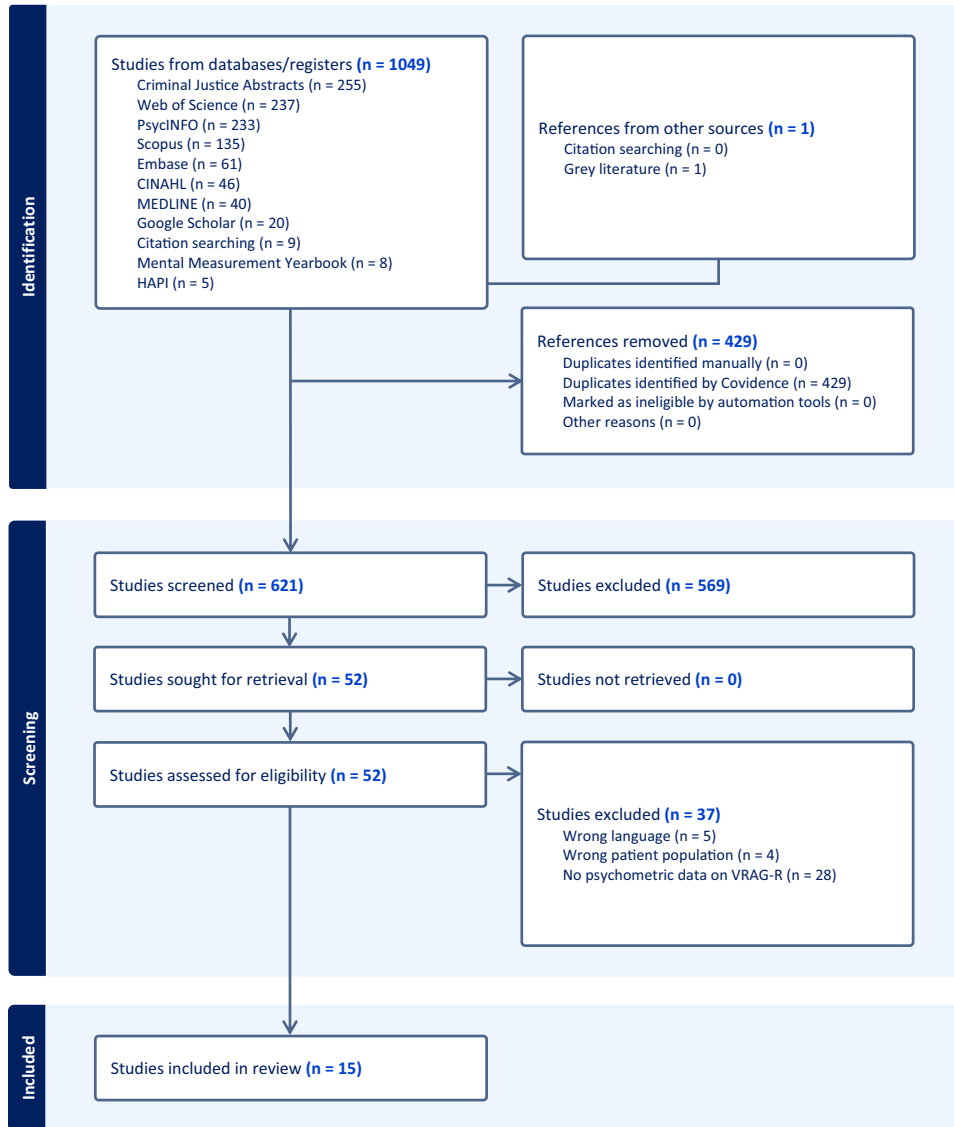 Identification
Studies from databases/registers (n = 1049)
Criminal Justice Abstracts (n = 255)
Web of Science (n = 237)
PsycINFO (n = 233)
Scopus (n = 135)
Embase (n = 61)
CINAHL (n = 46)
MEDLINE (n = 40)
Google Scholar (n = 20)
Citation searching (n = 9)
Mental Measurement Yearbook (n = 8)
HAPI (n = 5)
References from other sources (n = 1)
Citation searching (n = 0)
Grey literature (n = 1)
References removed (n = 429)
Duplicates identified manually (n = 0)
Duplicates identified by Covidence (n = 429)
Marked as ineligible by automation tools (n = 0)
Other reasons (n = 0)
Screening
Studies screened (n = 621)
Studies excluded (n = 569)
Studies sought for retrieval (n = 52)
Studies not retrieved (n = 0)
Studies assessed for eligibility (n = 52)
Studies excluded (n = 37)
Wrong language (n = 5)
Wrong patient population (n = 4)
No psychometric data on VRAG-R (n = 28)
Included
Studies included in review (n = 15)